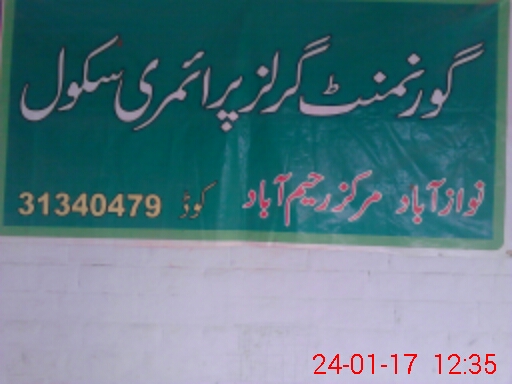 گورنمنٹ گرلز پرائمری سکول
نواز آباد مرکز رحیم آباد کوڈ 31340479
24-01-17 12:35